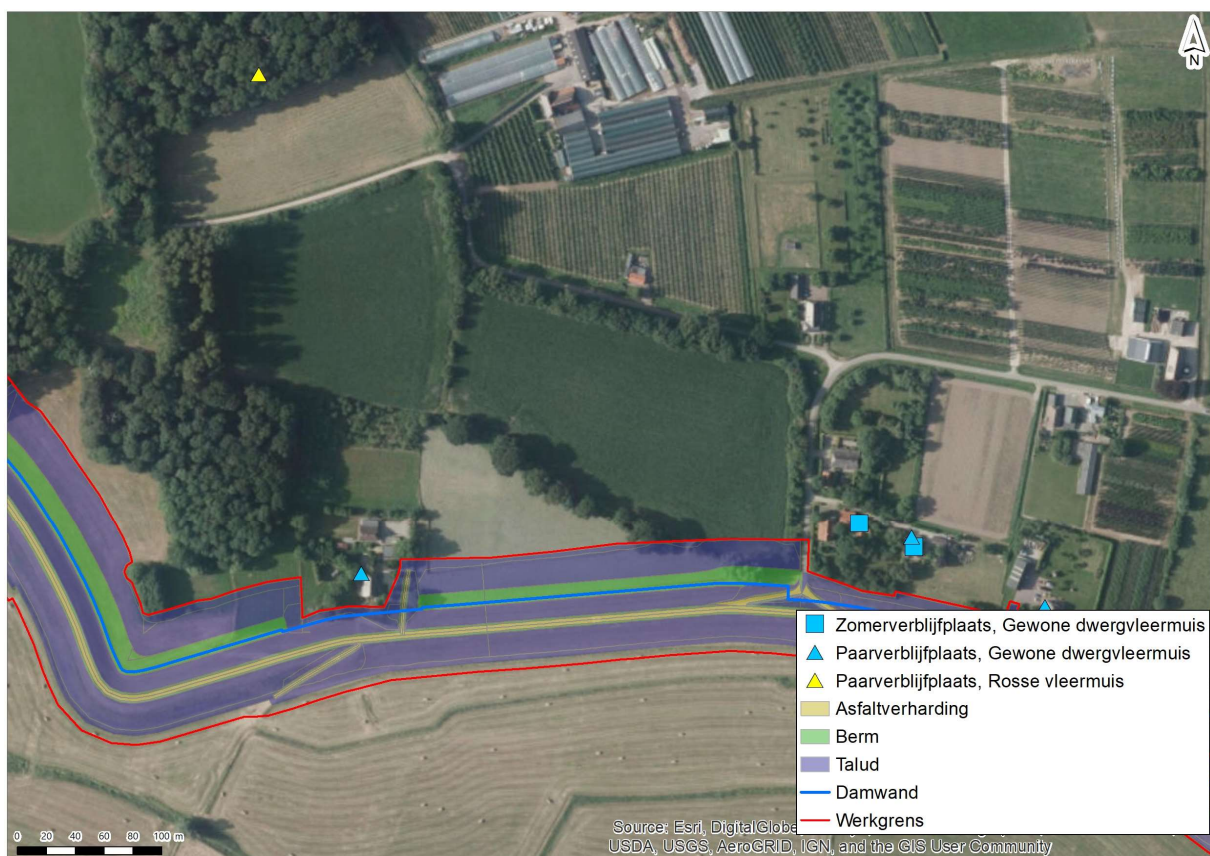 N
Zomerverblijfplaats, Gewone dwergvleermuis
Paarverblijfplaats, Gewone dwergvleermuis
Paarverblijfplaats, Rosse vleermuis
Asfaltverharding
Berm
Talud
Damwand
Werkgrens
0 20 40 60 80 100 m
Source: Esri, DigitalGlobe
USDA, USGS, AeroGRID, IGN, and the GIS User Community